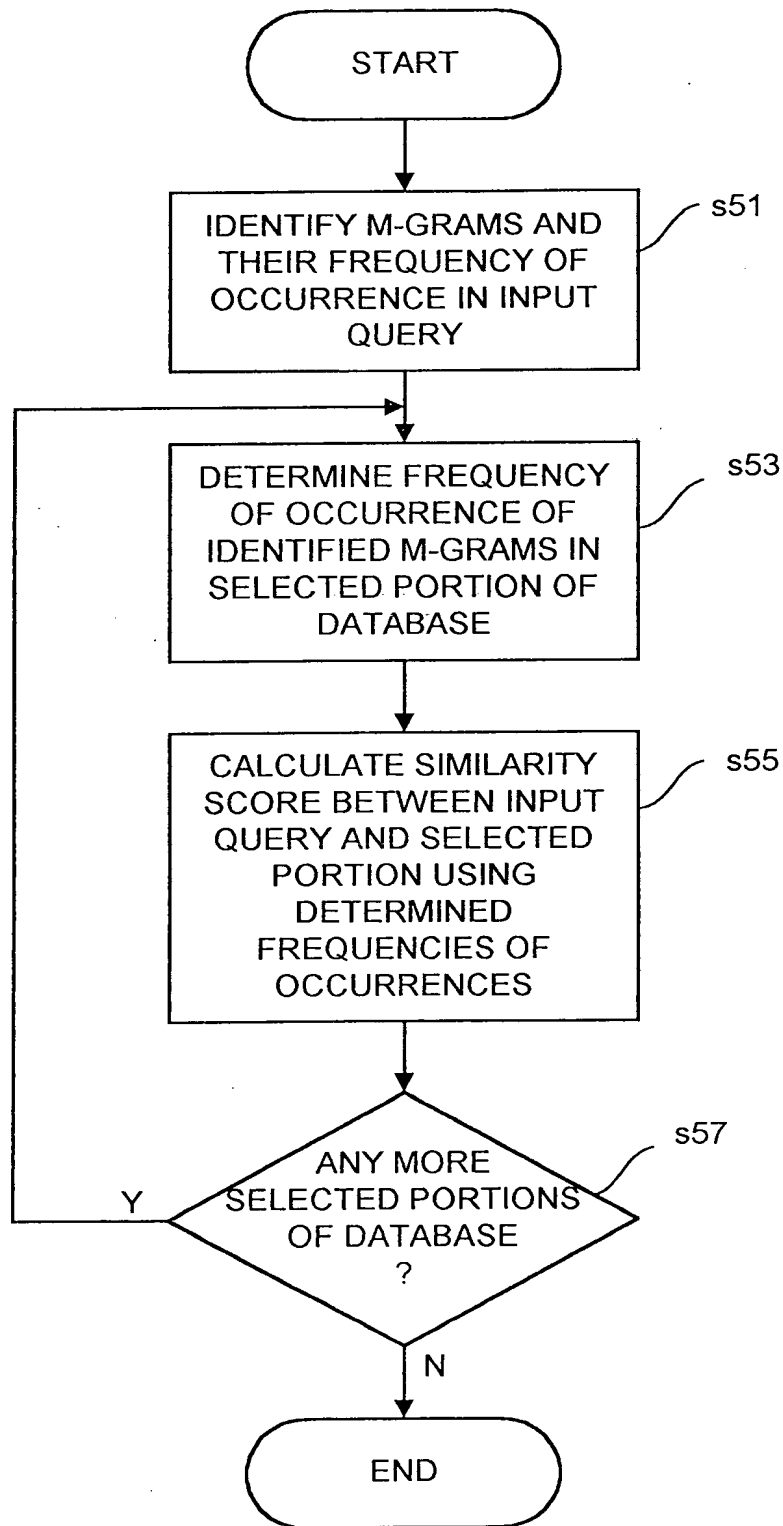 START
s51
IDENTIFY M-GRAMS AND
THEIR FREQUENCY OF
OCCURRENCE IN INPUT
QUERY
s53
DETERMINE FREQUENCY
OF OCCURRENCE OF
IDENTIFIED M-GRAMS IN
SELECTED PORTION OF
DATABASE
s55
CALCULATE SIMILARITY
SCORE BETWEEN INPUT
QUERY AND SELECTED
PORTION USING
DETERMINED
FREQUENCIES OF
OCCURRENCES
s57
ANY MORE
SELECTED PORTIONS
OF DATABASE
?
Y
N
END